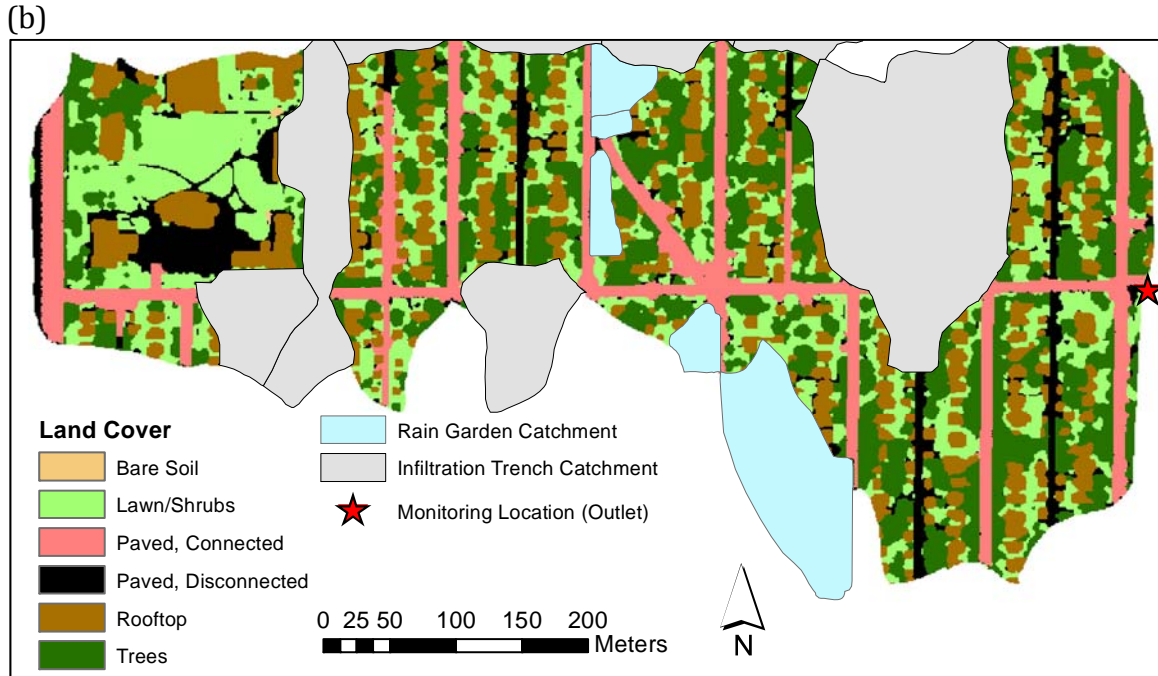 (b)
Land Cover
Bare Soil
Lawn/Shrubs
Paved, Connected
Paved, Disconnected
Rooftop
Trees
Rain Garden Catchment
Infiltration Trench Catchment
Monitoring Location (Outlet)
0 25 50 100 150 200
Meters
N